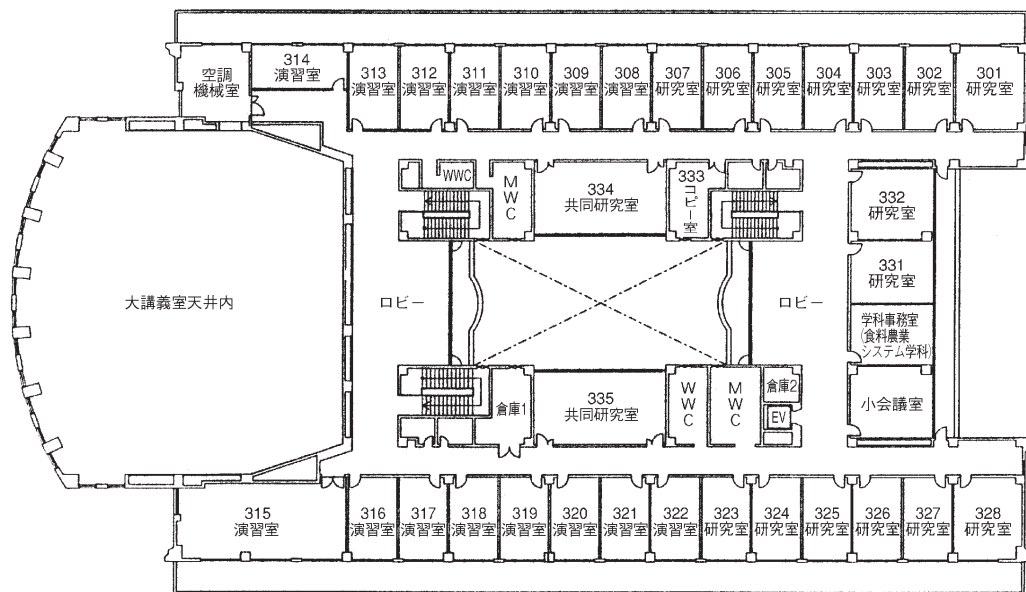 空調
機械室
314
演習室
313
演習室
312
演習室
311
演習室
310
演習室
309
演習室
308
演習室
307
研究室
306
研究室
305
研究室
304
研究室
303
研究室
302
研究室
301
研究室
WWC
MWC
334
共同研究室
333
コピー室
332
研究室
331
研究室
大講義室天井内
ロビー
ロビー
学科事務室
(食料農業
システム学科)
小会議室
倉庫1
335
共同研究室
WWC
MWC
倉庫2
EV
315
演習室
316
演習室
317
演習室
318
演習室
319
演習室
320
演習室
321
演習室
322
演習室
323
研究室
324
研究室
325
研究室
326
研究室
327
研究室
328
研究室